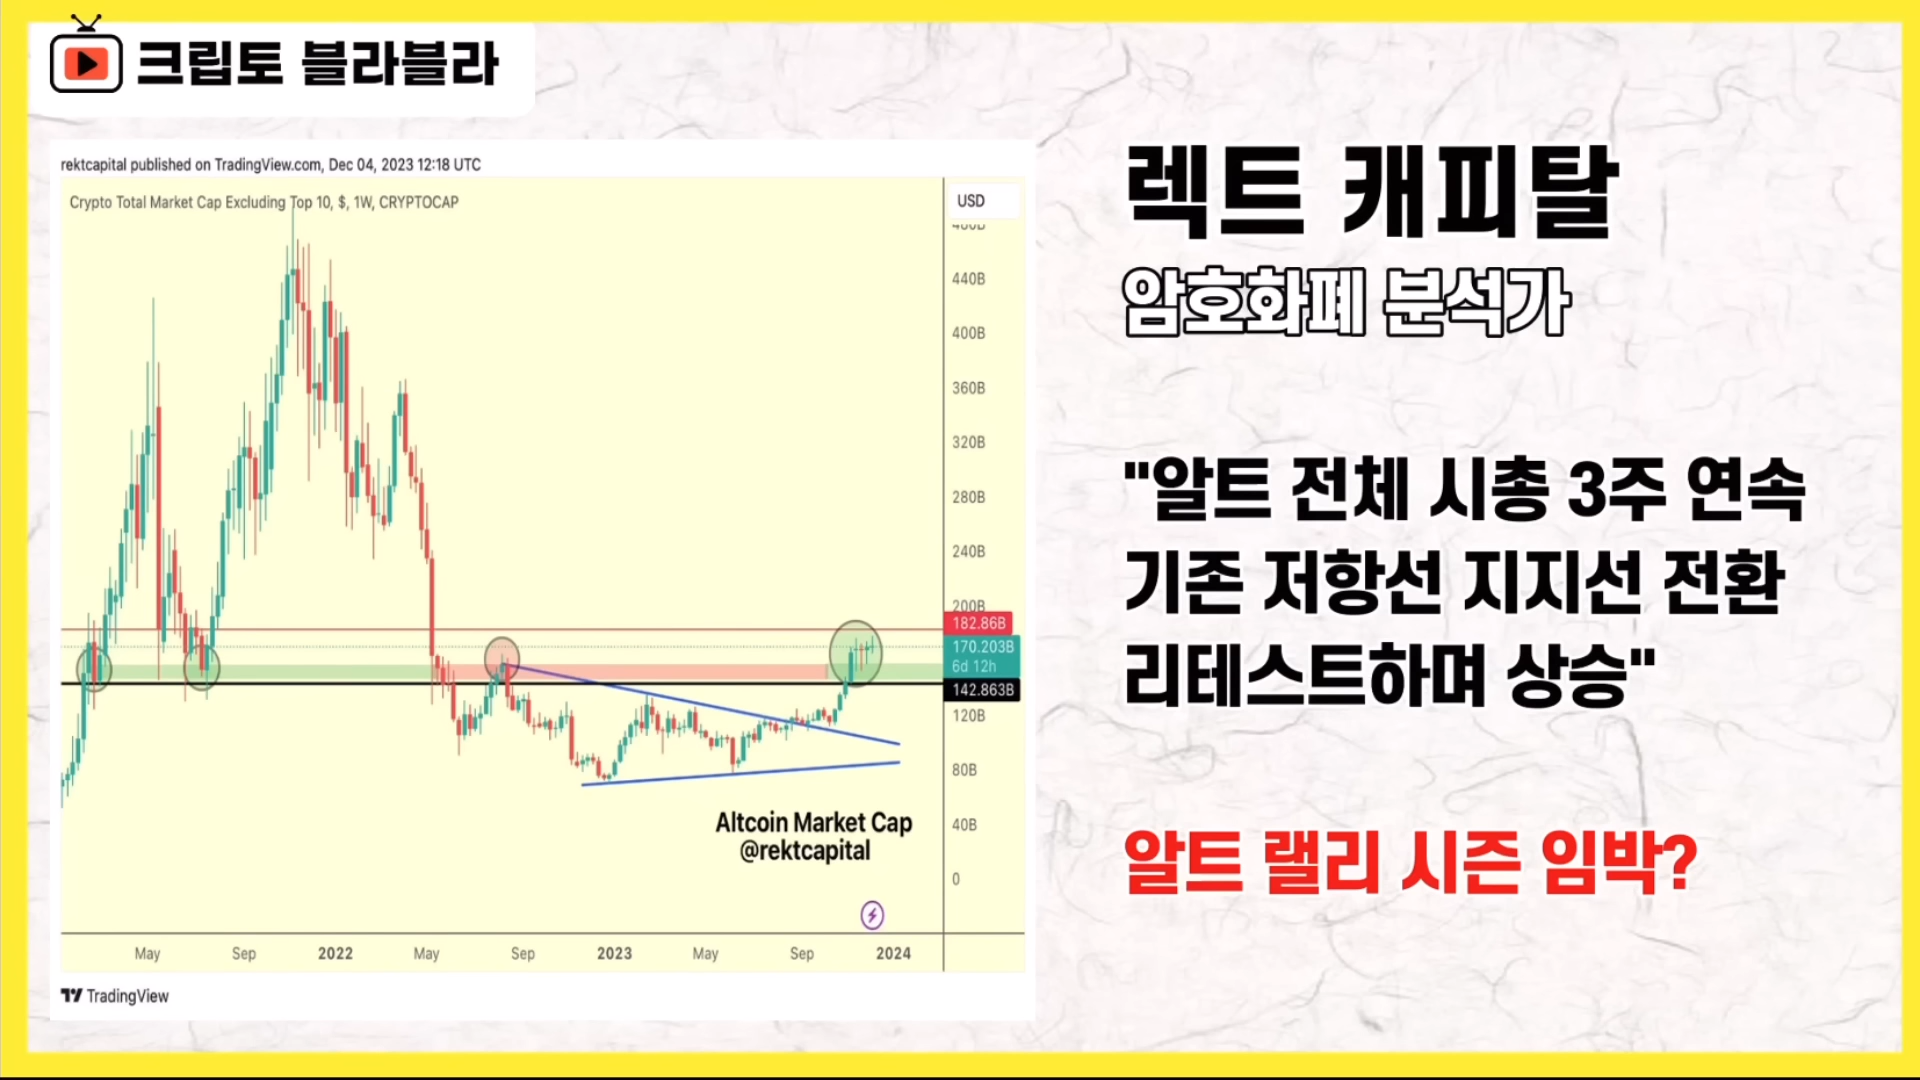 크립토 블라블라
rektcapital published on TradingView.com, Dec 04, 2023 12:18 UTC
Crypto Total Market Cap Excluding Top 10, $, 1W, CRYPTOCAP
USD
480B
440B
400B
360B
320B
280B
240B
200B
182.86B
170.203B
6d 12h
142.863B
120B
80B
40B
0
Altcoin Market Cap
@rektcapital
May Sep 2022 May Sep 2023 May Sep 2024
TradingView
렉트 캐피탈
암호화폐 분석가
"알트 전체 시총 3주 연속
기존 저항선 지지선 전환
리테스트하며 상승"
알트 랠리 시즌 임박?